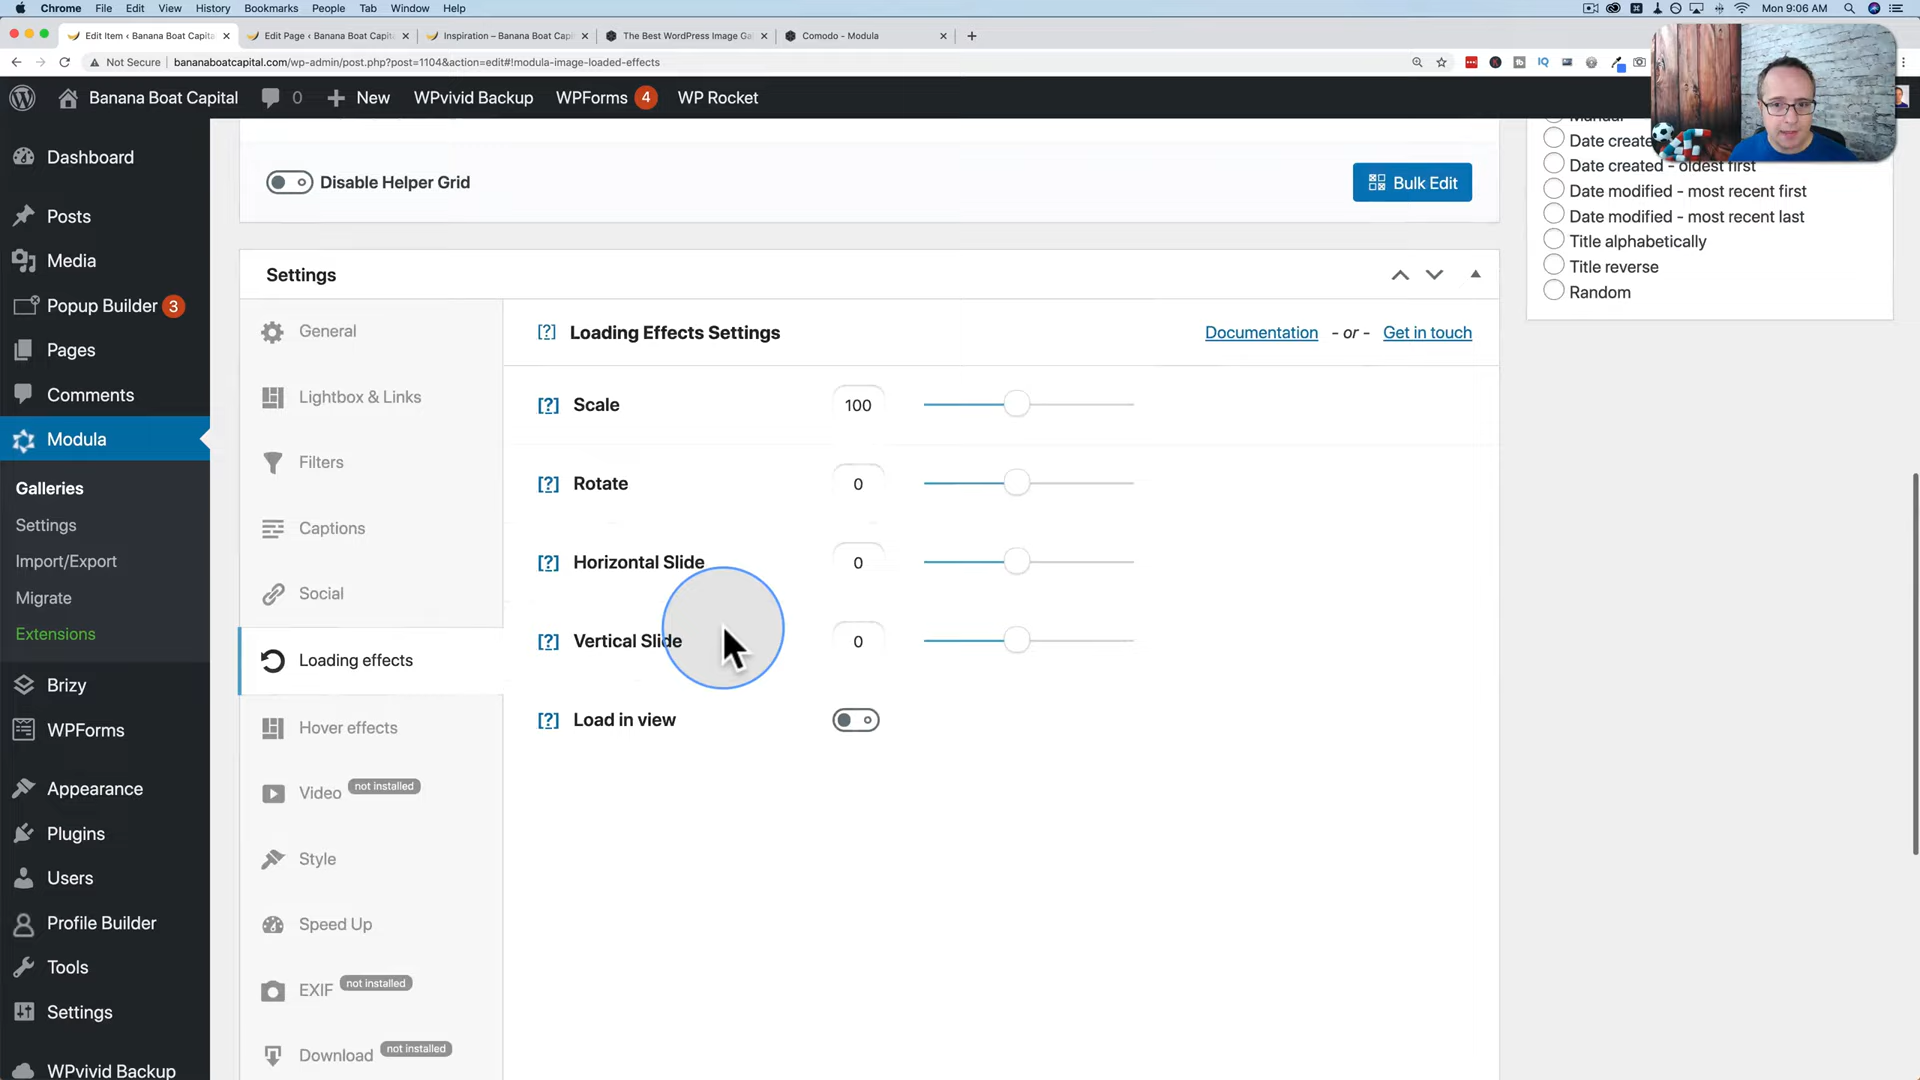 Chrome File Edit View History Bookmarks People Tab Window Help Mon 9:06 AM
Edit Item ‹ Banana Boat Capital Edit Page ‹ Banana Boat Capital Inspiration – Banana Boat Capi The Best WordPress Image Ga Comodo - Modula
Not Secure bananaboatcapital.com/wp-admin/post.php?post=1104&action=edit#!modula-image-loaded-effects
Banana Boat Capital 0 New WPvivid Backup WPForms 4 WP Rocket
Dashboard
Posts
Media
Popup Builder 3
Pages
Comments
Modula
Galleries
Settings
Import/Export
Migrate
Extensions
Brizy
WPForms
Appearance
Plugins
Users
Profile Builder
Tools
Settings
WPvivid Backup
Disable Helper Grid
Bulk Edit
Settings
General
Lightbox & Links
Filters
Captions
Social
Loading effects
Hover effects
Video not installed
Style
Speed Up
EXIF not installed
Download not installed
[?] Loading Effects Settings
Documentation - or - Get in touch
[?] Scale 100
[?] Rotate 0
[?] Horizontal Slide 0
[?] Vertical Slide 0
[?] Load in view
Manual
Date create
Date created - oldest first
Date modified - most recent first
Date modified - most recent last
Title alphabetically
Title reverse
Random